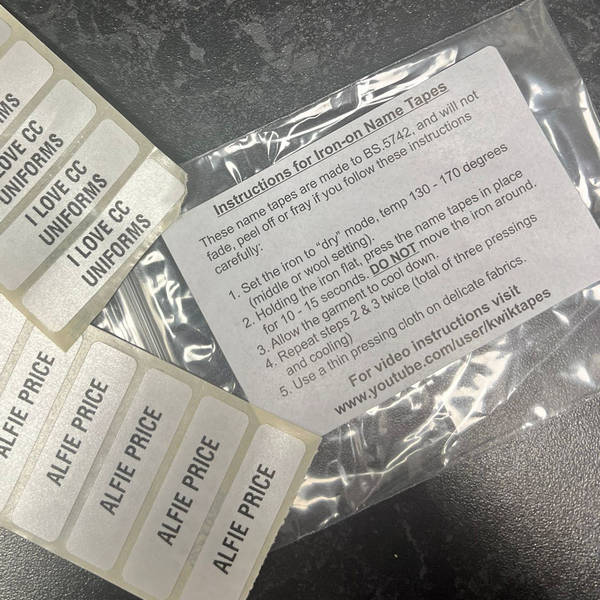 MS
LOVE CC
UNIFORMS
I LOVE CC
UNIFORMS
I LOVE CC
UNIFORMS
Instructions for Iron-on Name Tapes
These name tapes are made to BS.5742, and will not
fade, peel off or fray if you follow these instructions
carefully:
1. Set the iron to "dry" mode, temp 130 - 170 degrees
(middle or wool setting).
2. Holding the iron flat, press the name tapes in place
for 10 - 15 seconds, DO NOT move the iron around.
3. Allow the garment to cool down.
4. Repeat steps 2 & 3 twice (total of three pressings
and cooling)
5. Use a thin pressing cloth on delicate fabrics.
For video instructions visit
www.youtube.com/user/kwiktapes
ALFIE PRICE
ALFIE PRICE
ALFIE PRICE
ALFIE PRICE
ALFIE PRICE